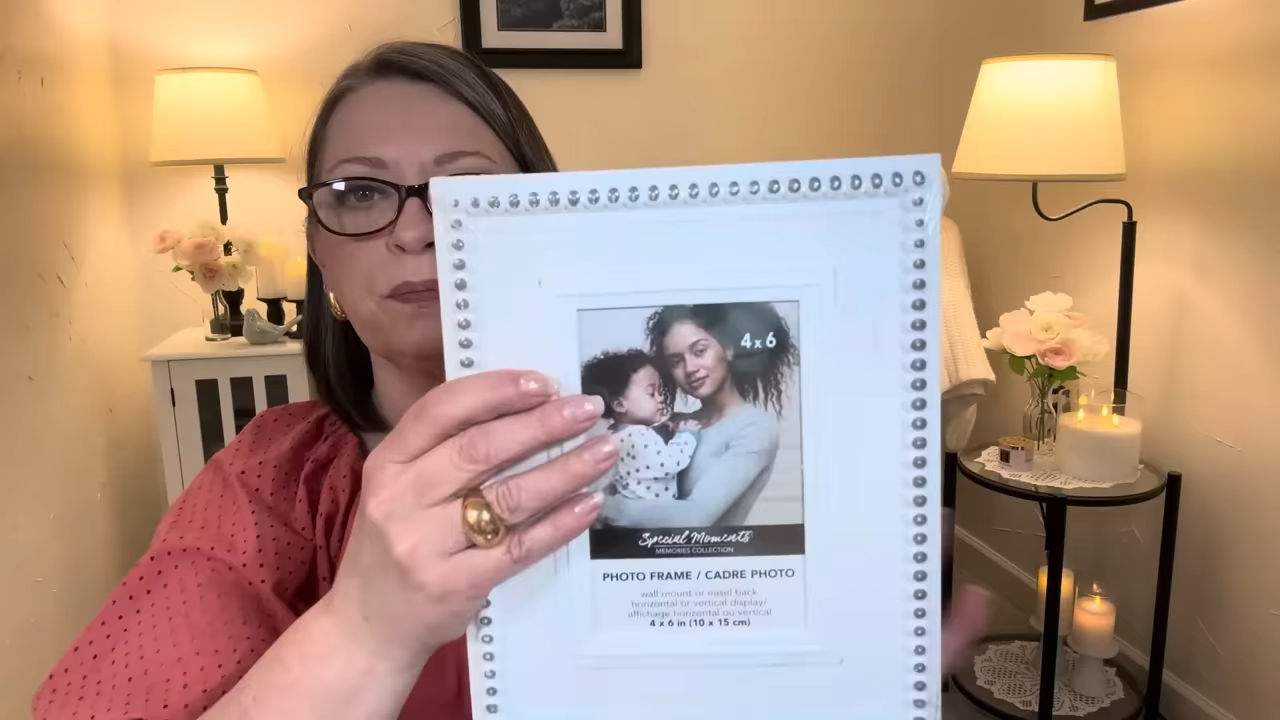 4 x 6
Special Moments
MEMORIES COLLECTION
PHOTO FRAME / CADRE PHOTO
wall mount or easel back
horizontal or vertical display/
affichage horizontal ou vertical
4 x 6 in (10 x 15 cm)